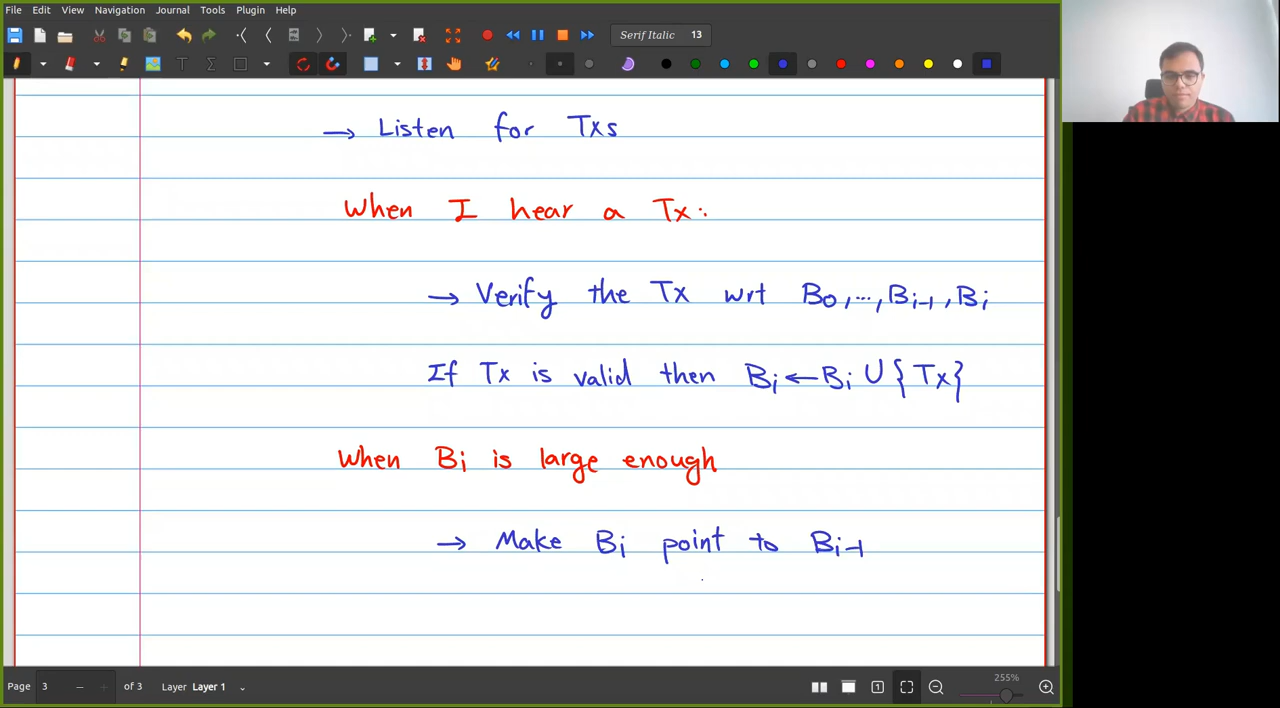 File Edit View Navigation Journal Tools Plugin Help
Serif Italic 13
→ Listen for Txs
When I hear a Tx:
→ Verify the Tx wrt B0, ..., Bi-1, Bi
If Tx is valid then Bi ← Bi ∪ {Tx}
When Bi is large enough
→ Make Bi point to Bi-1
Page 3 of 3 Layer Layer 1 255%